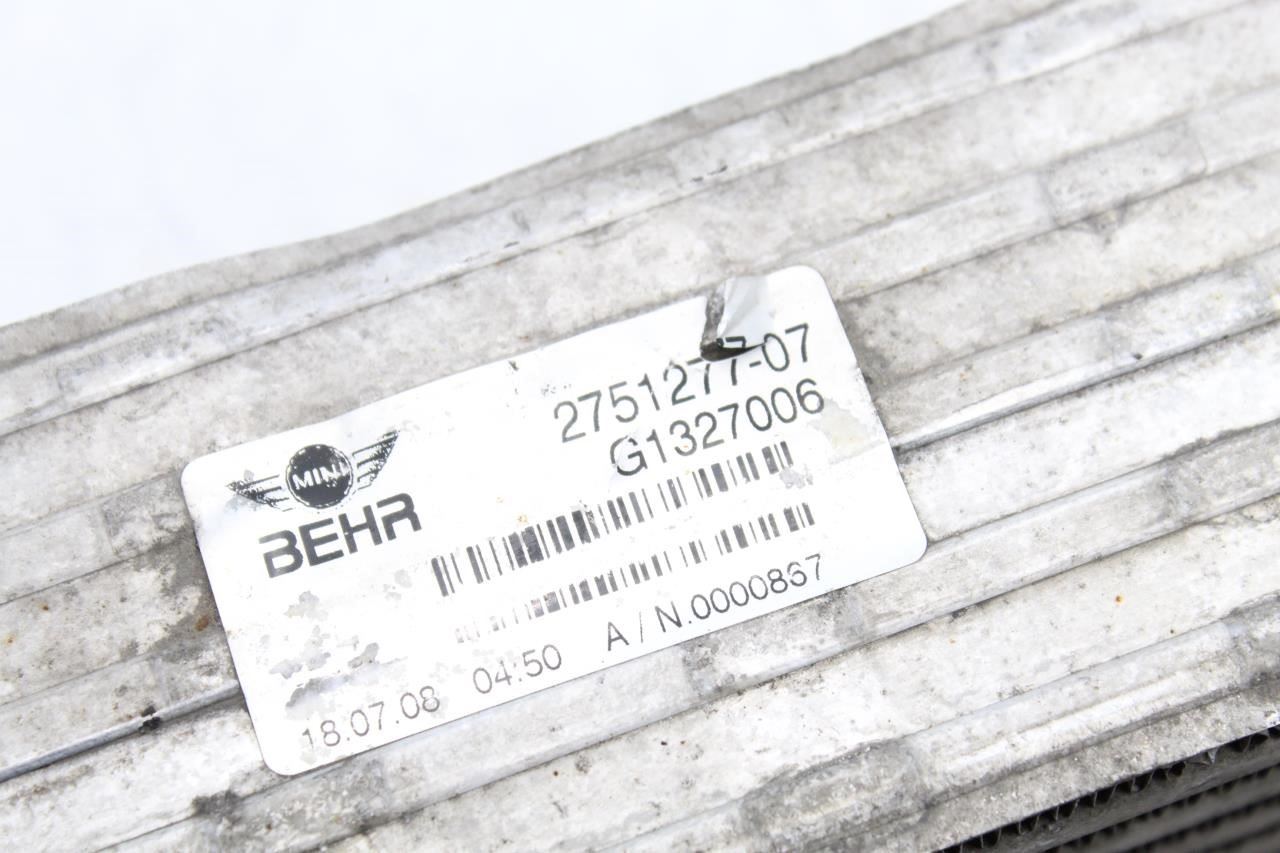 2751277-07
G1327006
MINI
BEHR
18.07.08 04:50 A / N.0000867